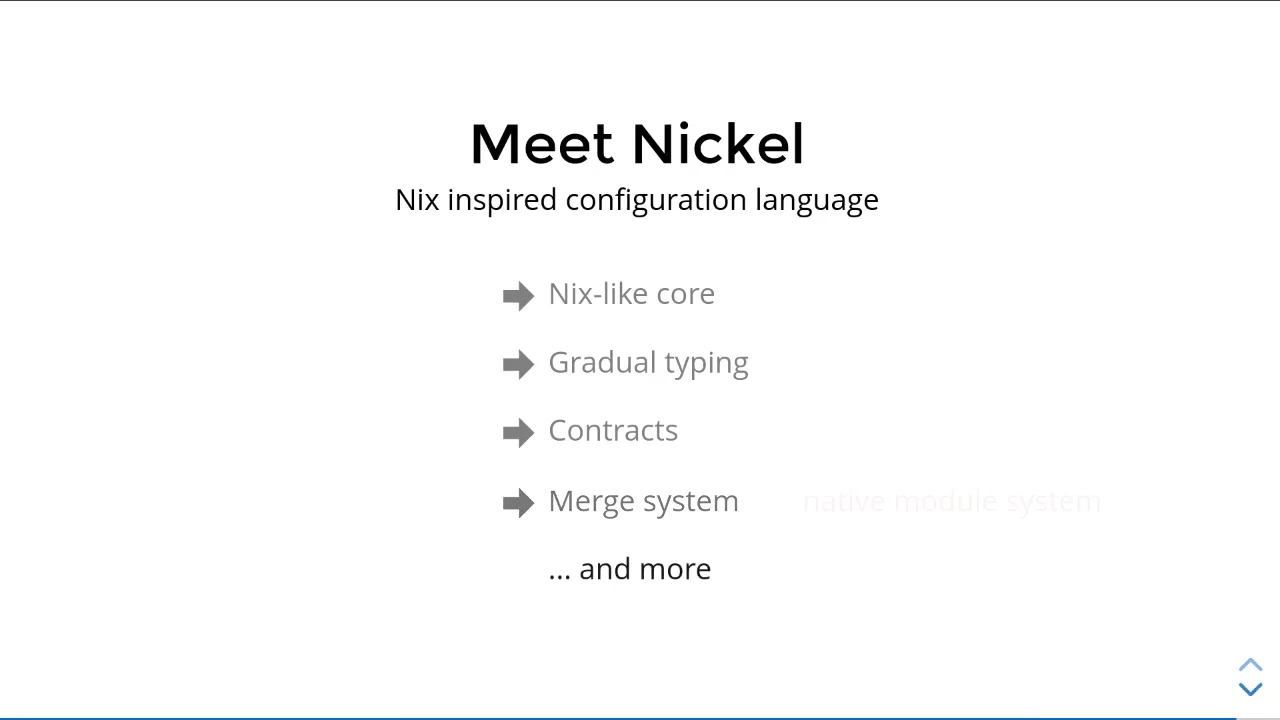 Meet Nickel
Nix inspired configuration language
Nix-like core
Gradual typing
Contracts
Merge system native module system
... and more